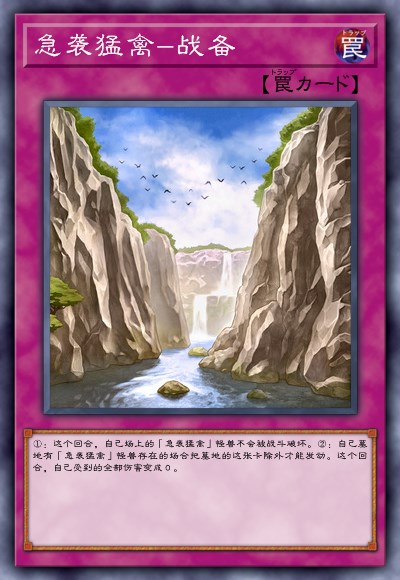 急袭猛禽-战备
トラップ
罠
トラップ
【罠カード】
①：这个回合，自己场上的「急袭猛禽」怪兽不会被战斗破坏。②：自己墓
地有「急袭猛禽」怪兽存在的场合把墓地的这张卡除外才能发动。这个回
合，自己受到的全部伤害变成0。